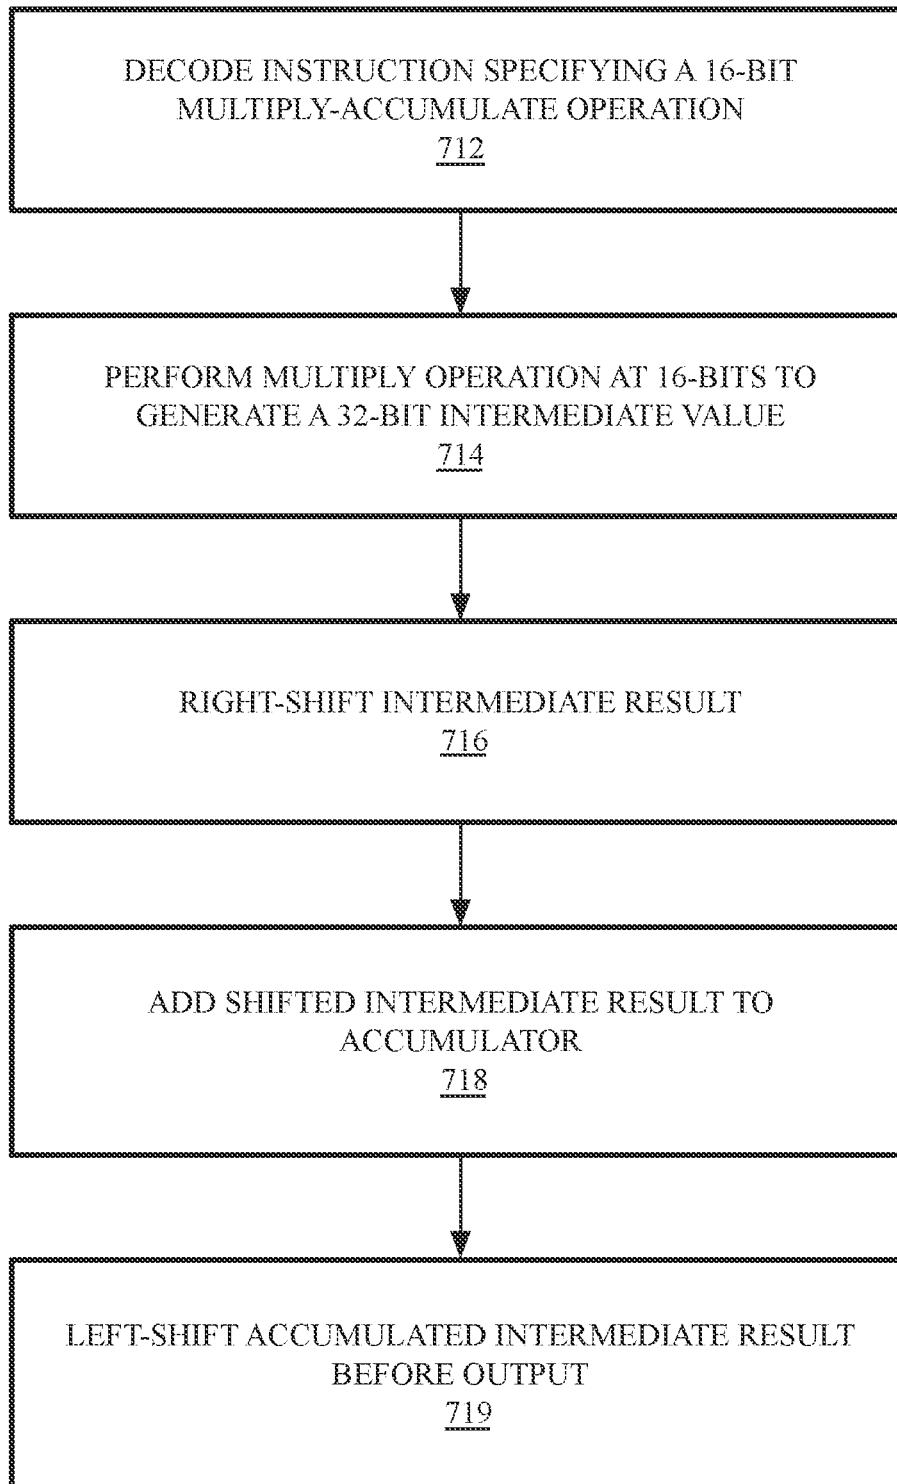 DECODE INSTRUCTION SPECIFYING A 16-BIT
MULTIPLY-ACCUMULATE OPERATION
712
PERFORM MULTIPLY OPERATION AT 16-BITS TO
GENERATE A 32-BIT INTERMEDIATE VALUE
714
RIGHT-SHIFT INTERMEDIATE RESULT
716
ADD SHIFTED INTERMEDIATE RESULT TO
ACCUMULATOR
718
LEFT-SHIFT ACCUMULATED INTERMEDIATE RESULT
BEFORE OUTPUT
719